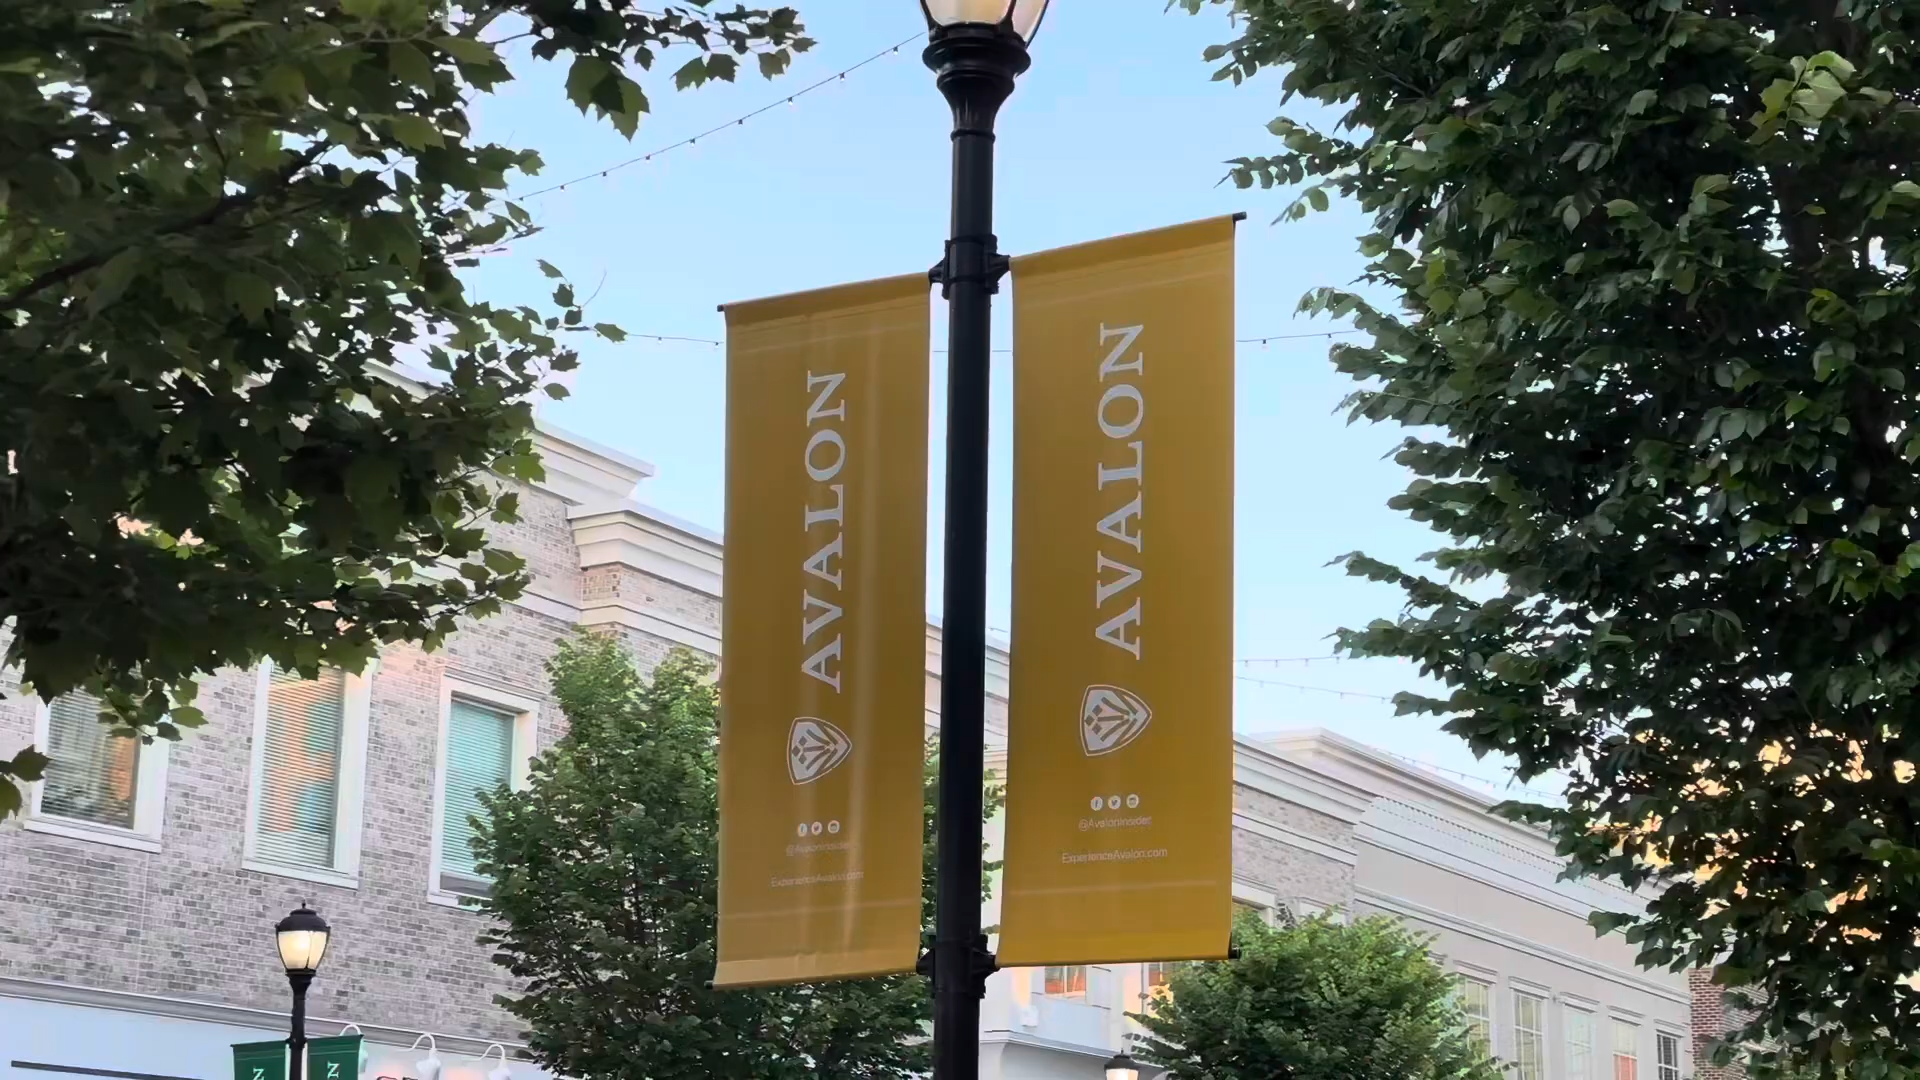 AVALON
@AvalonInsider
ExperienceAvalon.com
AVALON
@AvalonInsider
ExperienceAvalon.com
N
N